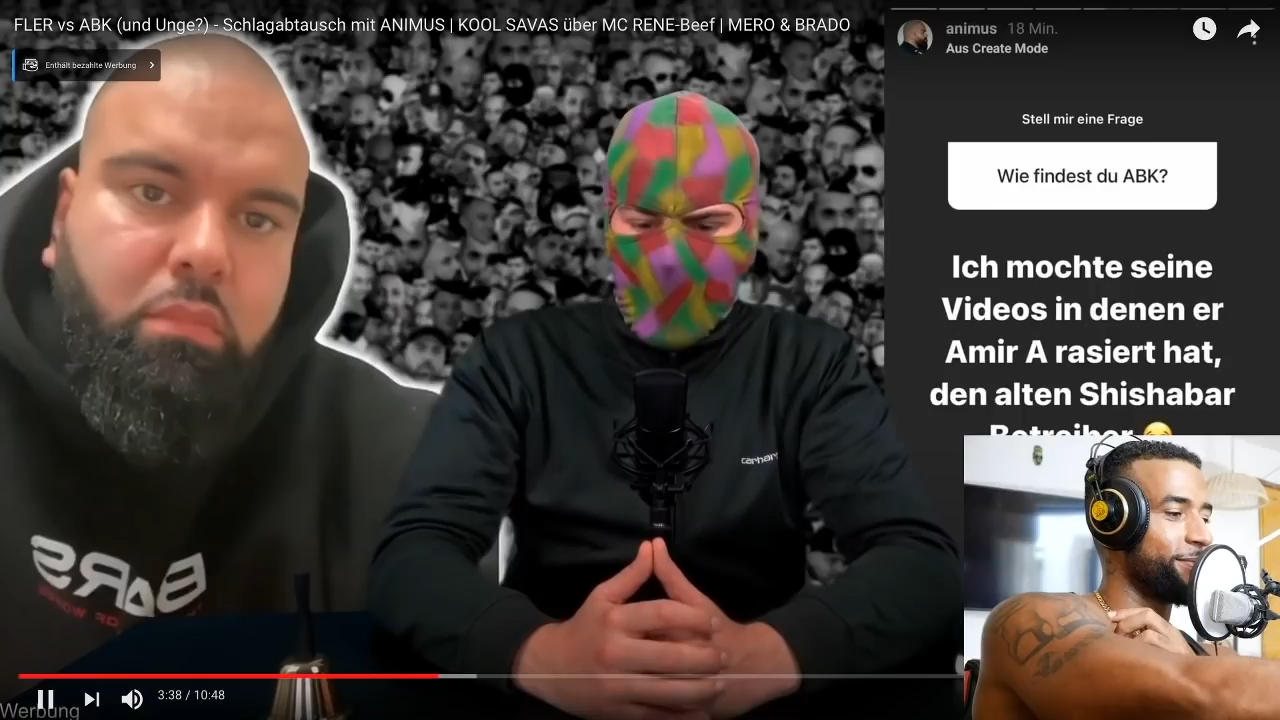 FLER vs ABK (und Unge?) - Schlagabtausch mit ANIMUS | KOOL SAVAS über MC RENE-Beef | MERO & BRADO
Enthält bezahlte Werbung
animus 18 Min.
Aus Create Mode
Stell mir eine Frage
Wie findest du ABK?
Ich mochte seine
Videos in denen er
Amir A rasiert hat,
den alten Shishabar
Betreiber 😂
carhartt
BARS
3:38 / 10:48
Werbung